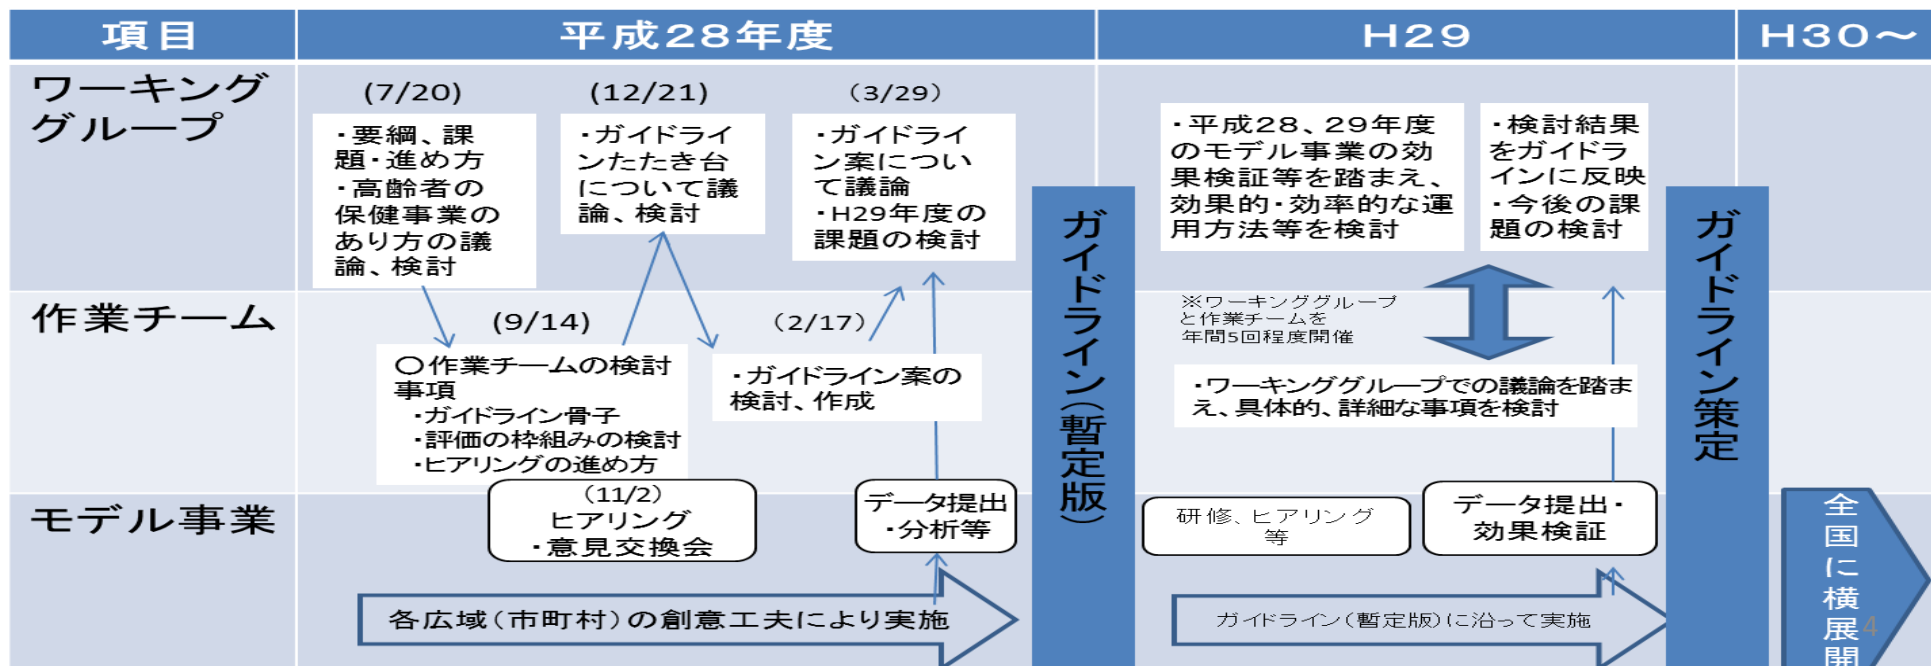 項目
平成28年度
H29
H30～
ワーキング
グループ
(7/20)
・要綱、課
題・進め方
・高齢者の
保健事業の
あり方の議
論、検討
(12/21)
・ガイドラ
インたたき台
について議
論、検討
(3/29)
・ガイドラ
イン案につい
て議論
・H29年度の
課題の検討
・平成28、29年度
のモデル事業の効
果検証等を踏まえ、
効果的・効率的な運
用方法等を検討
・検討結果
をガイドラ
インに反映
・今後の課
題の検討
作業チーム
(9/14)
〇作業チームの検討
事項
・ガイドライン骨子
・評価の枠組みの検討
・ヒアリングの進め方
(2/17)
・ガイドライン案の
検討、作成
ガイドライン(暫定版)
※ワーキンググループ
と作業チームを
年間5回程度開催
・ワーキンググループでの議論を踏ま
え、具体的、詳細な事項を検討
ガイドライン策定
モデル事業
(11/2)
ヒアリング
・意見交換会
データ提出
・分析等
各広域(市町村)の創意工夫により実施
研修、ヒアリング
等
データ提出・
効果検証
ガイドライン(暫定版)に沿って実施
全国に横展開
4